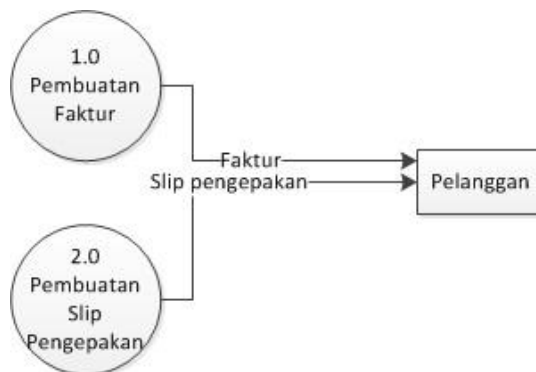 1.0
Pembuatan
Faktur
Faktur
Slip pengepakan
Pelanggan
2.0
Pembuatan
Slip
Pengepakan